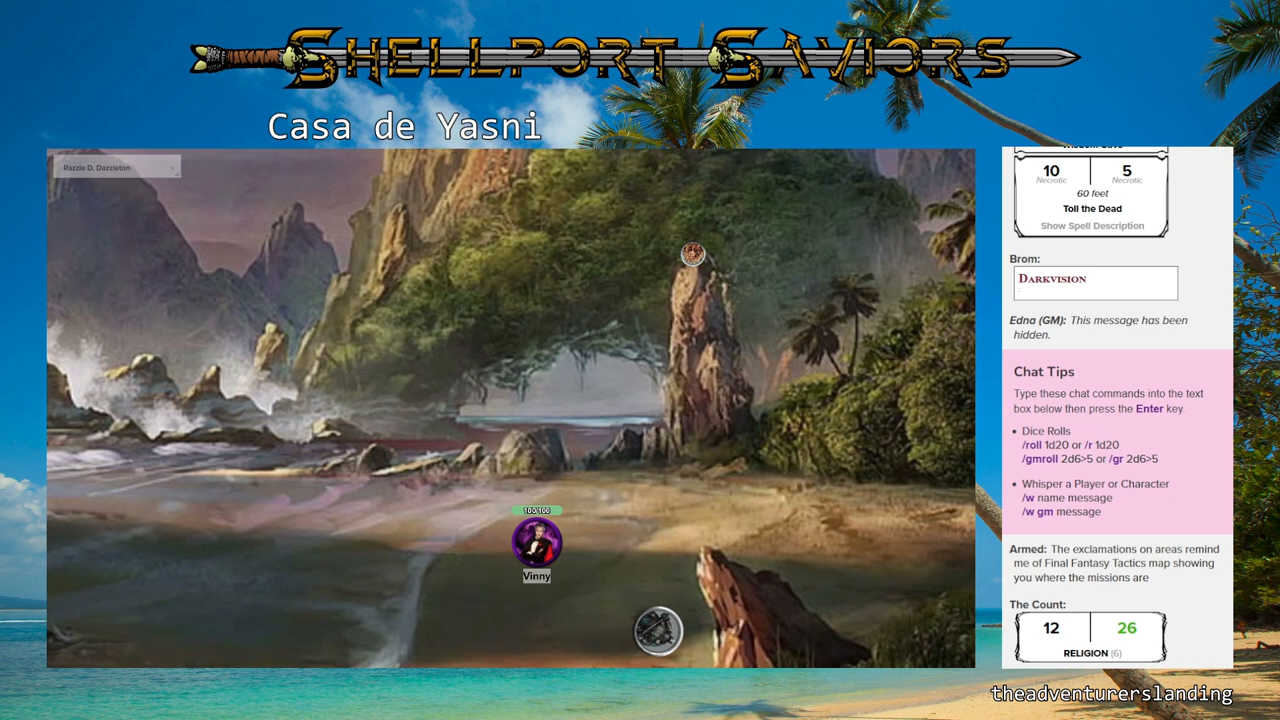 SHELLPORT SAVIORS
Casa de Yasni
Razzle D. Dazzleton
10
5
Necrotic
Necrotic
60 feet
Toll the Dead
Show Spell Description
Brom:
DARKVISION
Edna (GM): This message has been
hidden.
Chat Tips
Type these chat commands into the text
box below then press the Enter key.
• Dice Rolls
/roll 1d20 or /r 1d20
/gmroll 2d6>5 or /gr 2d6>5
• Whisper a Player or Character
/w name message
/w gm message
Armed: The exclamations on areas remind
me of Final Fantasy Tactics map showing
you where the missions are
The Count:
12
26
RELIGION (6)
100/100
Vinny
theadventurerslanding